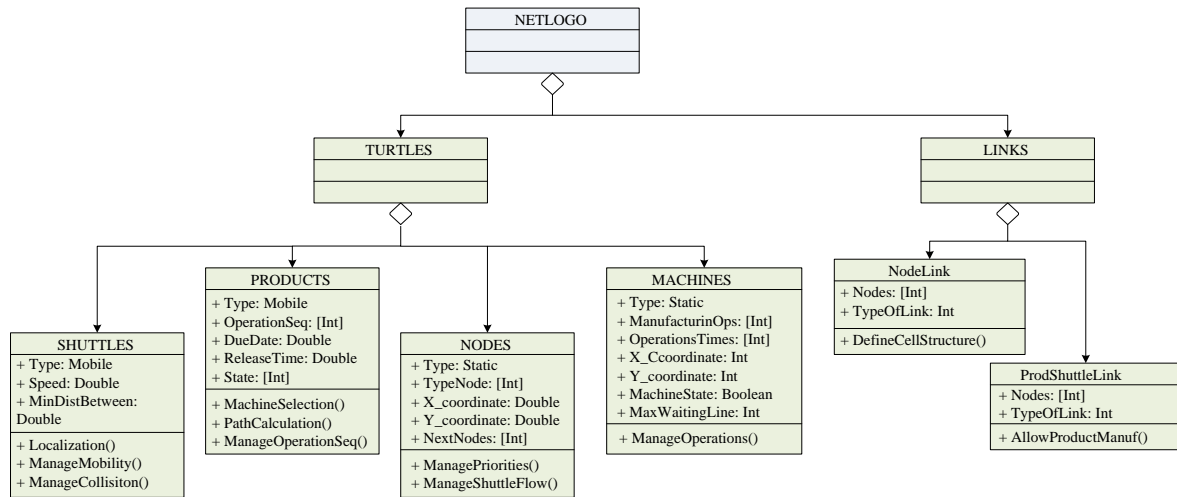 NETLOGO
TURTLES
LINKS
SHUTTLES
+ Type: Mobile
+ Speed: Double
+ MinDistBetween:
Double
+ Localization()
+ ManageMobility()
+ ManageCollisiton()
PRODUCTS
+ Type: Mobile
+ OperationSeq: [Int]
+ DueDate: Double
+ ReleaseTime: Double
+ State: [Int]
+ MachineSelection()
+ PathCalculation()
+ ManageOperationSeq()
NODES
+ Type: Static
+ TypeNode: [Int]
+ X_coordinate: Double
+ Y_coordinate: Double
+ NextNodes: [Int]
+ ManagePriorities()
+ ManageShuttleFlow()
MACHINES
+ Type: Static
+ ManufacturinOps: [Int]
+ OperationsTimes: [Int]
+ X_Ccoordinate: Int
+ Y_coordinate: Int
+ MachineState: Boolean
+ MaxWaitingLine: Int
+ ManageOperations()
NodeLink
+ Nodes: [Int]
+ TypeOfLink: Int
+ DefineCellStructure()
ProdShuttleLink
+ Nodes: [Int]
+ TypeOfLink: Int
+ AllowProductManuf()